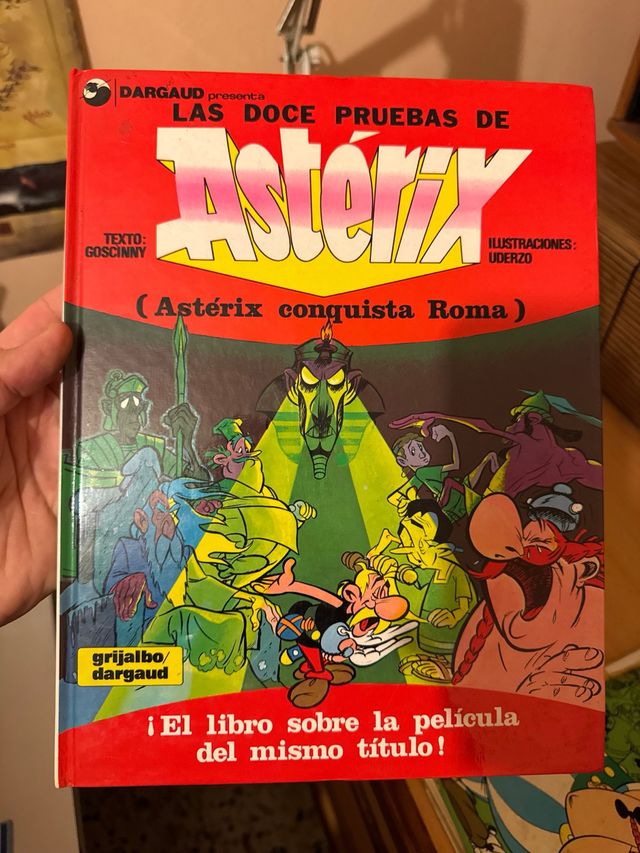 DARGAUD presenta
LAS DOCE PRUEBAS DE
Astérix
TEXTO:
GOSCINNY
ILUSTRACIONES:
UDERZO
(Astérix conquista Roma)
grijalbo/
dargaud
¡El libro sobre la película
del mismo título!